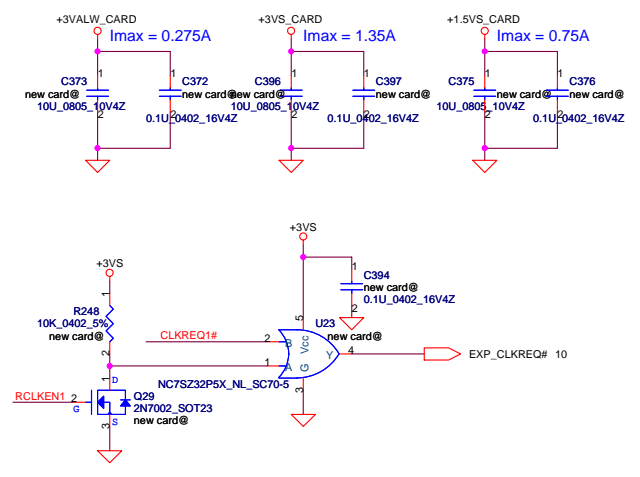 +3VALW_CARD
Imax = 0.275A
1
C373
new card@
10U_0805_10V4Z
2
1
C372
new card@
0.1U_0402_16V4Z
2
+3VS_CARD
Imax = 1.35A
1
C396
new card@
10U_0805_10V4Z
2
1
C397
new card@
0.1U_0402_16V4Z
2
+1.5VS_CARD
Imax = 0.75A
1
C375
new card@
10U_0805_10V4Z
2
1
C376
new card@
0.1U_0402_16V4Z
2
+3VS
1
C394
new card@
0.1U_0402_16V4Z
2
+3VS
1
R248
10K_0402_5%
new card@
2
CLKREQ1#
2
B
1
A
5
Vcc
G
3
Y
4
U23
new card@
NC7SZ32P5X_NL_SC70-5
EXP_CLKREQ# 10
RCLKEN1
2
G
1
D
S
3
Q29
2N7002_SOT23
new card@